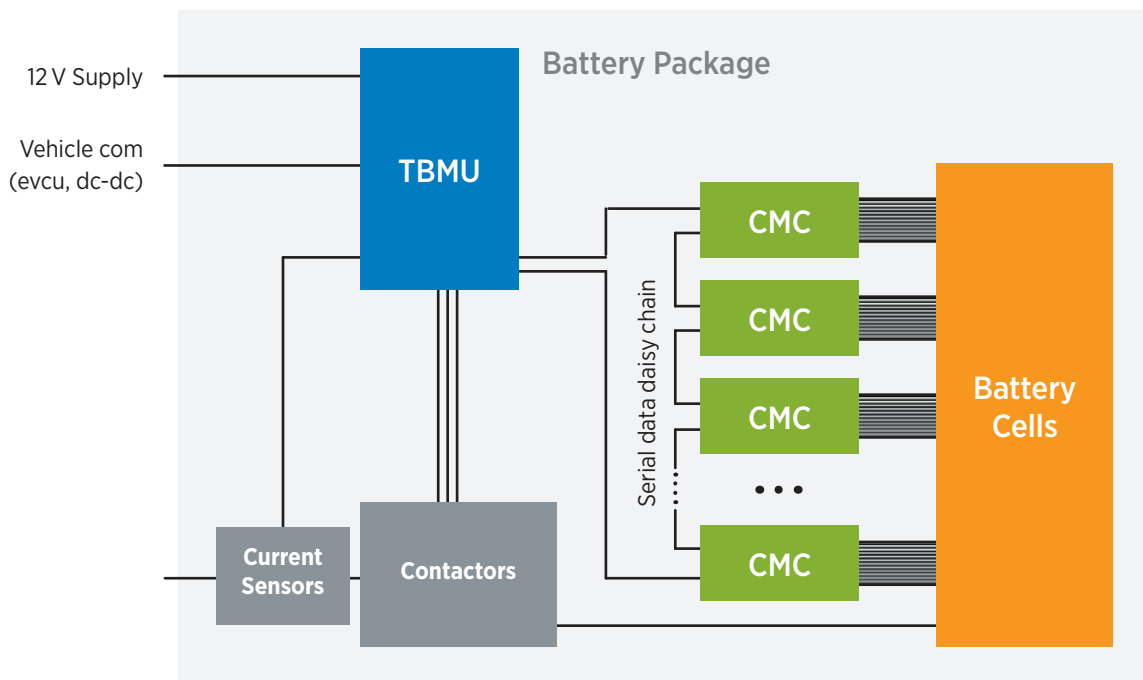 Battery Package
12 V Supply
Vehicle com
(evcu, dc-dc)
TBMU
CMC
CMC
CMC
CMC
Serial data daisy chain
Battery
Cells
Current
Sensors
Contactors